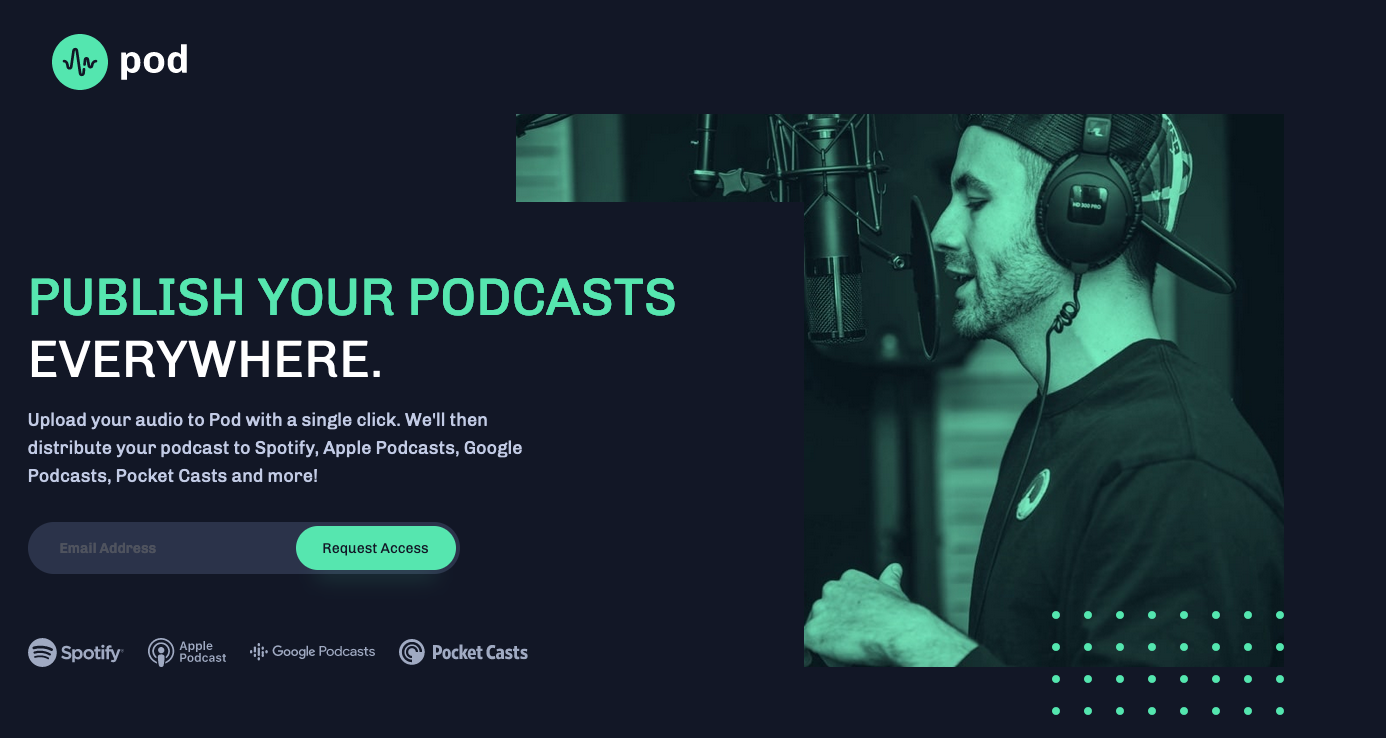 pod
PUBLISH YOUR PODCASTS
EVERYWHERE.
Upload your audio to Pod with a single click. We'll then
distribute your podcast to Spotify, Apple Podcasts, Google
Podcasts, Pocket Casts and more!
Email Address
Request Access
Spotify
Apple
Podcast
Google Podcasts
Pocket Casts